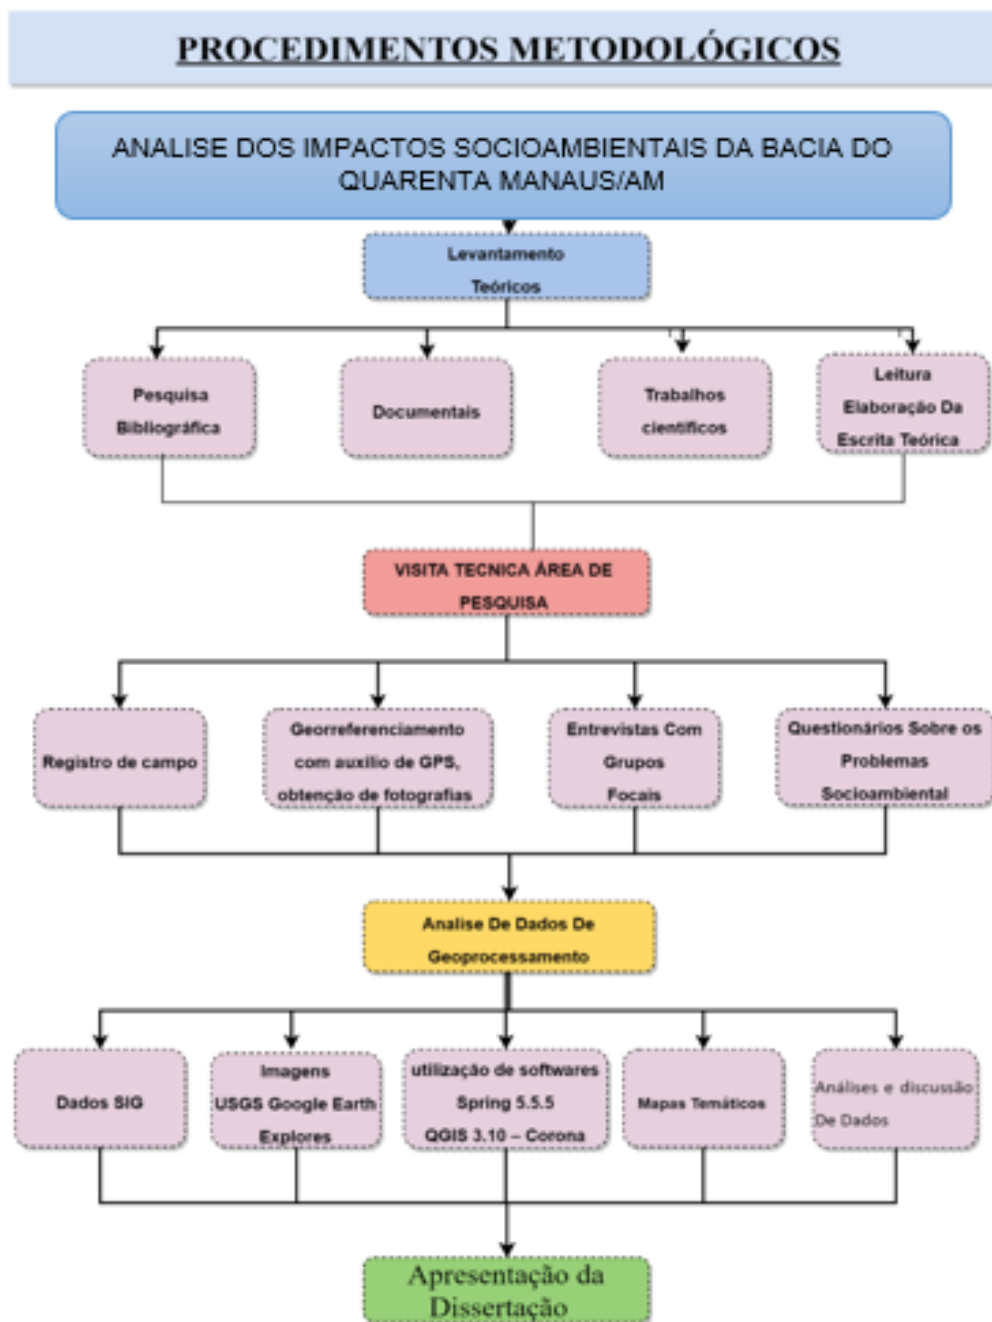 PROCEDIMENTOS METODOLÓGICOS
ANALISE DOS IMPACTOS SOCIOAMBIENTAIS DA BACIA DO
QUARENTA MANAUS/AM
Levantamento
Teóricos
Pesquisa
Bibliográfica
Documentais
Trabalhos
científicos
Leitura
Elaboração Da
Escrita Teórica
VISITA TECNICA ÁREA DE
PESQUISA
Registro de campo
Georreferenciamento
com auxílio de GPS,
obtenção de fotografias
Entrevistas Com
Grupos
Focais
Questionários Sobre os
Problemas
Socioambiental
Analise De Dados De
Geoprocessamento
Dados SIG
Imagens
USGS Google Earth
Explores
utilização de softwares
Spring 5.5.5
QGIS 3.10 – Corona
Mapas Temáticos
Análises e discussão
De Dados
Apresentação da
Dissertação